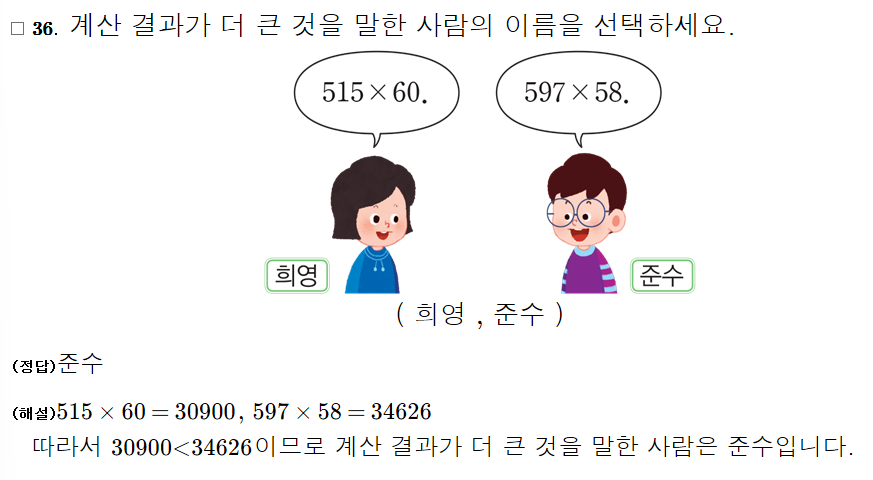 □ 36. 계산 결과가 더 큰 것을 말한 사람의 이름을 선택하세요.
515×60.
597×58.
희영
준수
( 희영 , 준수 )
(정답)준수
(해설)515 × 60 = 30900 , 597 × 58 = 34626
따라서 30900<34626이므로 계산 결과가 더 큰 것을 말한 사람은 준수입니다.